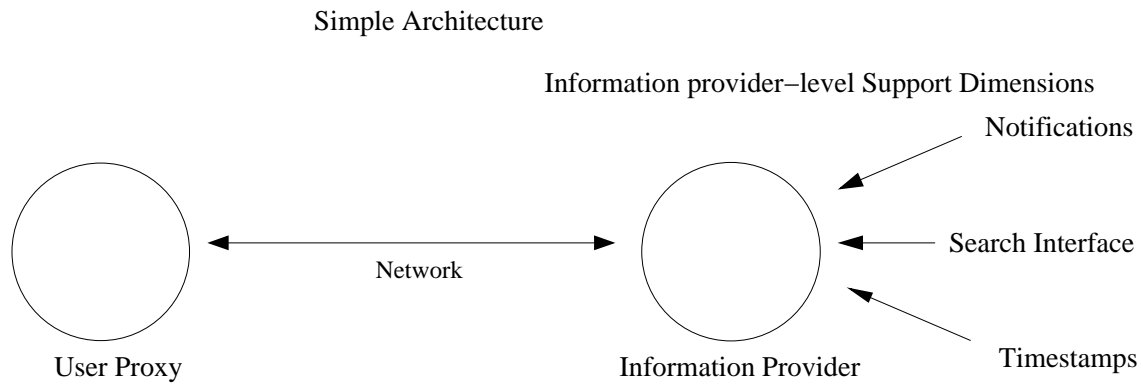 Simple Architecture
Information provider−level Support Dimensions
Notifications
Search Interface
Network
User Proxy
Information Provider
Timestamps